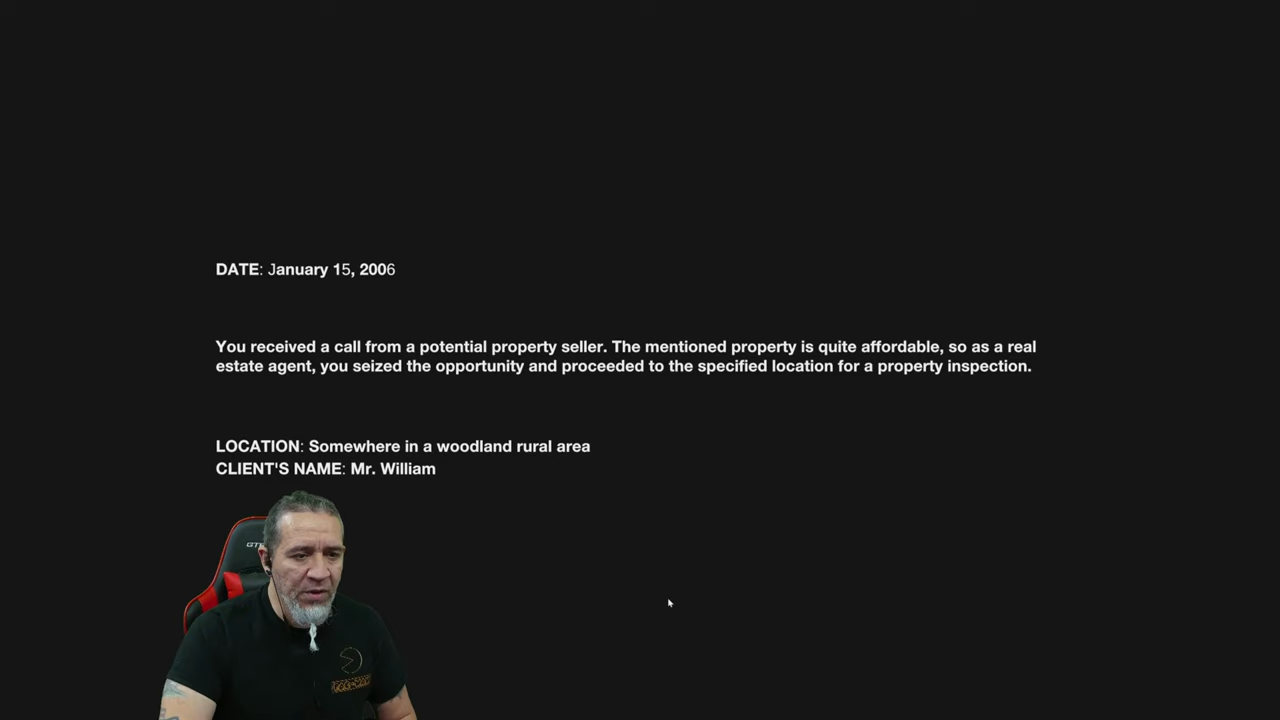 DATE: January 15, 2006
You received a call from a potential property seller. The mentioned property is quite affordable, so as a real
estate agent, you seized the opportunity and proceeded to the specified location for a property inspection.
LOCATION: Somewhere in a woodland rural area
CLIENT'S NAME: Mr. William